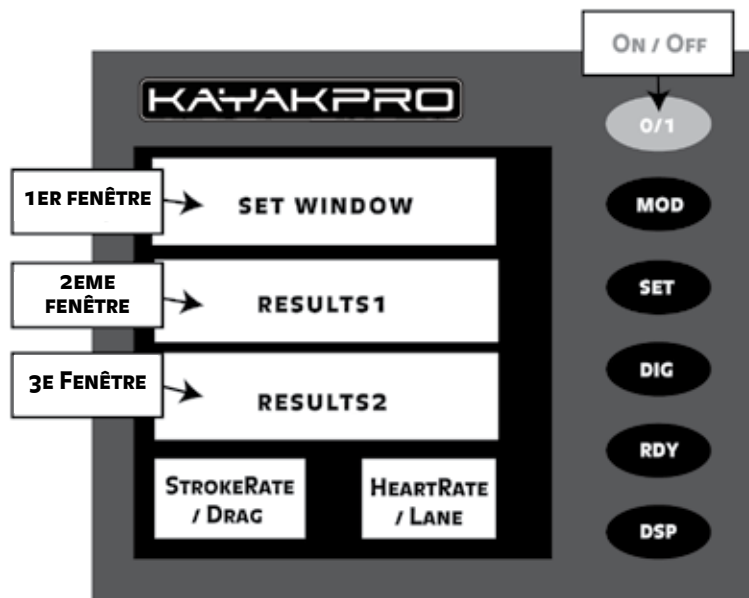 ON / OFF
KAYAKPRO
0/1
1ER FENÊTRE
SET WINDOW
MOD
2EME
FENÊTRE
RESULTS1
SET
3E FENÊTRE
RESULTS2
DIG
RDY
STROKERATE
/ DRAG
HEARTRATE
/ LANE
DSP